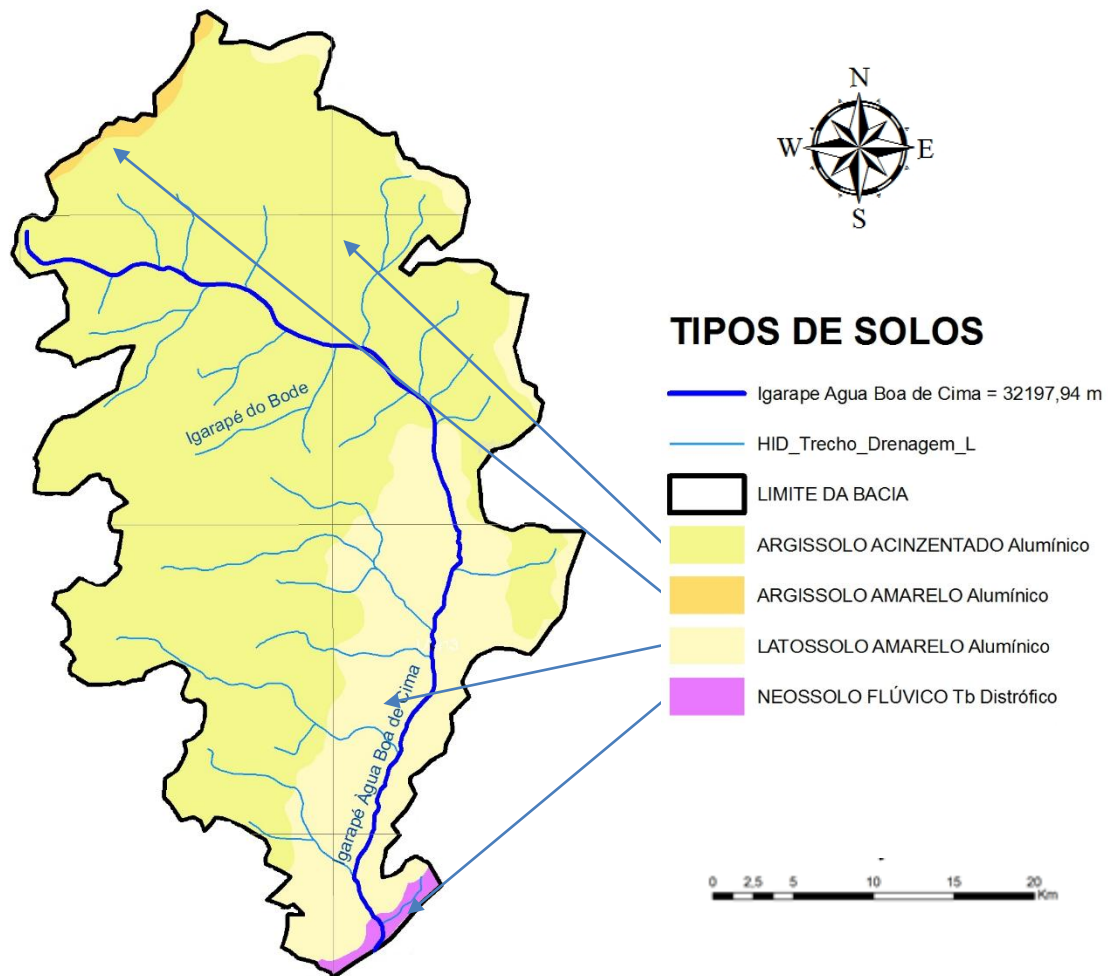 N
W
E
S
TIPOS DE SOLOS
Igarape Agua Boa de Cima = 32197,94 m
HID_Trecho_Drenagem_L
LIMITE DA BACIA
ARGISSOLO ACINZENTADO Alumínico
ARGISSOLO AMARELO Alumínico
LATOSSOLO AMARELO Alumínico
NEOSSOLO FLÚVICO Tb Distrófico
Igarapé do Bode
Igarapé Àgua Boa de Cima
0 2,5 5 10 15 20
Km